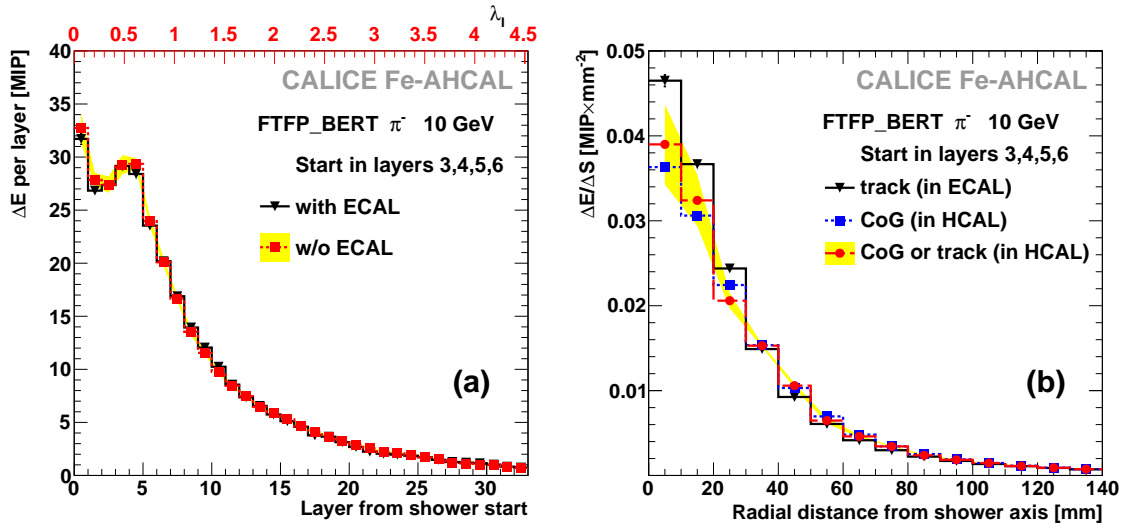 λI
0 0.5 1 1.5 2 2.5 3 3.5 4 4.5
ΔE per layer [MIP]
40
35
30
25
20
15
10
5
0
CALICE Fe-AHCAL
FTFP_BERT π- 10 GeV
Start in layers 3,4,5,6
with ECAL
w/o ECAL
(a)
0 5 10 15 20 25 30
Layer from shower start
ΔE/ΔS [MIP×mm-2]
0.05
0.04
0.03
0.02
0.01
CALICE Fe-AHCAL
FTFP_BERT π- 10 GeV
Start in layers 3,4,5,6
track (in ECAL)
CoG (in HCAL)
CoG or track (in HCAL)
(b)
0 20 40 60 80 100 120 140
Radial distance from shower axis [mm]